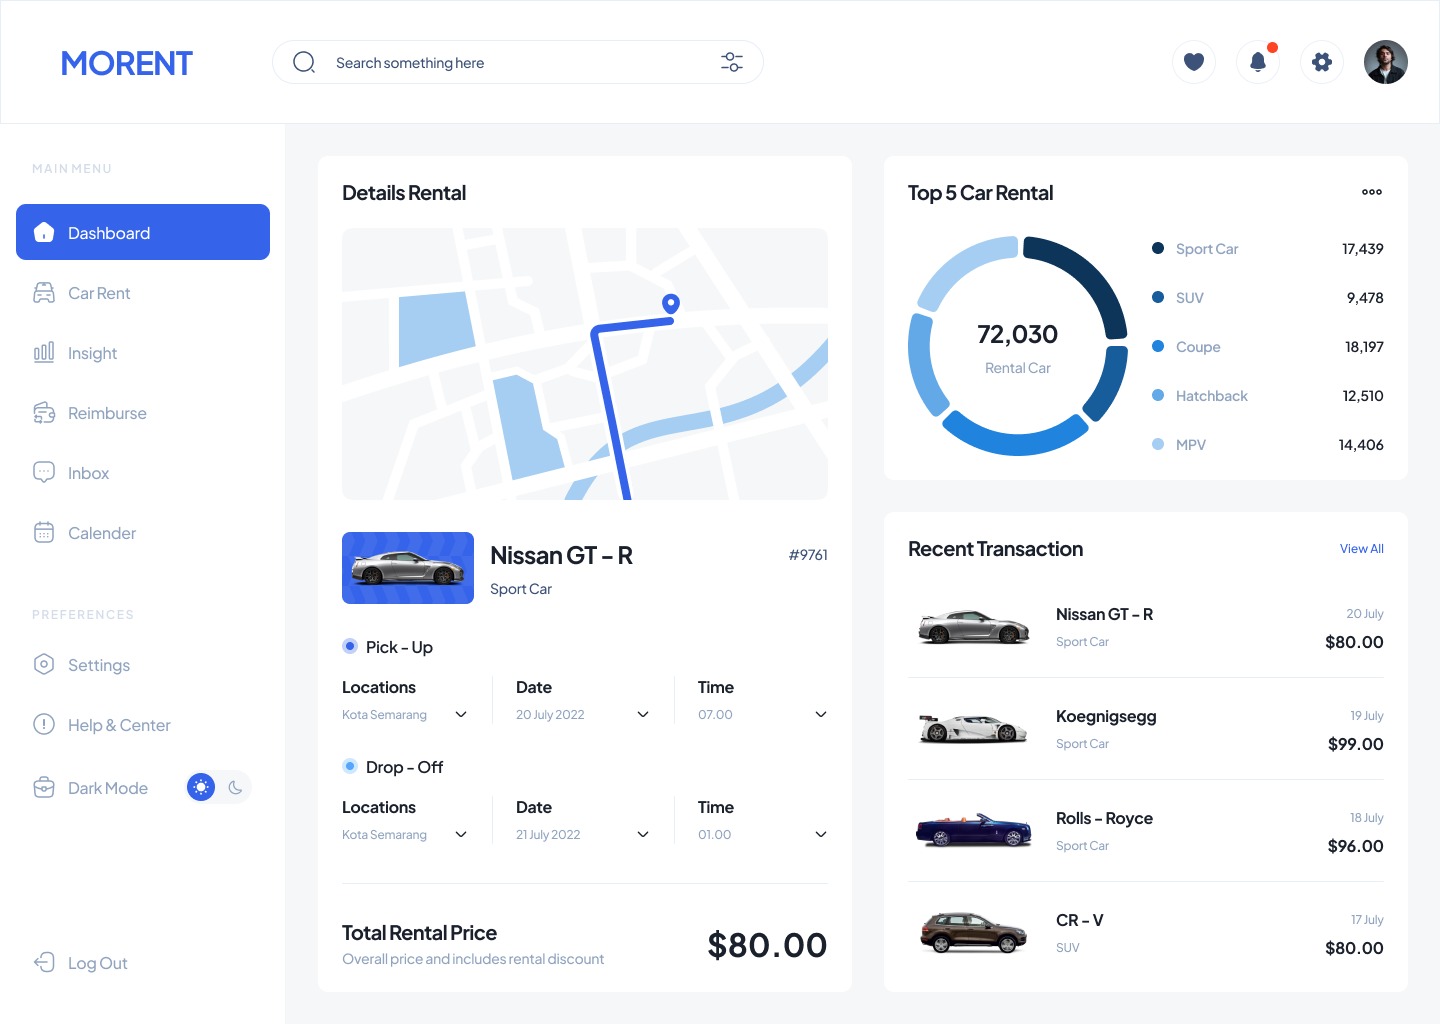 MORENT
Search something here
MAIN MENU
Dashboard
Car Rent
Insight
Reimburse
Inbox
Calender
PREFERENCES
Settings
Help & Center
Dark Mode
Log Out
Details Rental
Nissan GT - R
#9761
Sport Car
Pick - Up
Locations
Date
Time
Kota Semarang
20 July 2022
07.00
Drop - Off
Locations
Date
Time
Kota Semarang
21 July 2022
01.00
Total Rental Price
Overall price and includes rental discount
$80.00
Top 5 Car Rental
72,030
Rental Car
Sport Car
17,439
SUV
9,478
Coupe
18,197
Hatchback
12,510
MPV
14,406
Recent Transaction
View All
Nissan GT - R
20 July
Sport Car
$80.00
Koegnigsegg
19 July
Sport Car
$99.00
Rolls - Royce
18 July
Sport Car
$96.00
CR - V
17 July
SUV
$80.00